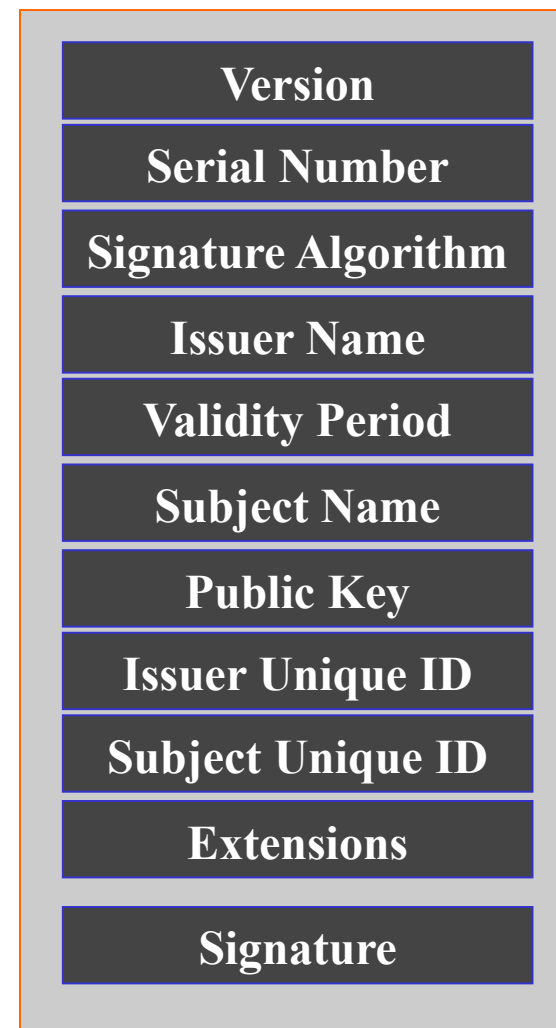 Version
Serial Number
Signature Algorithm
Issuer Name
Validity Period
Subject Name
Public Key
Issuer Unique ID
Subject Unique ID
Extensions
Signature